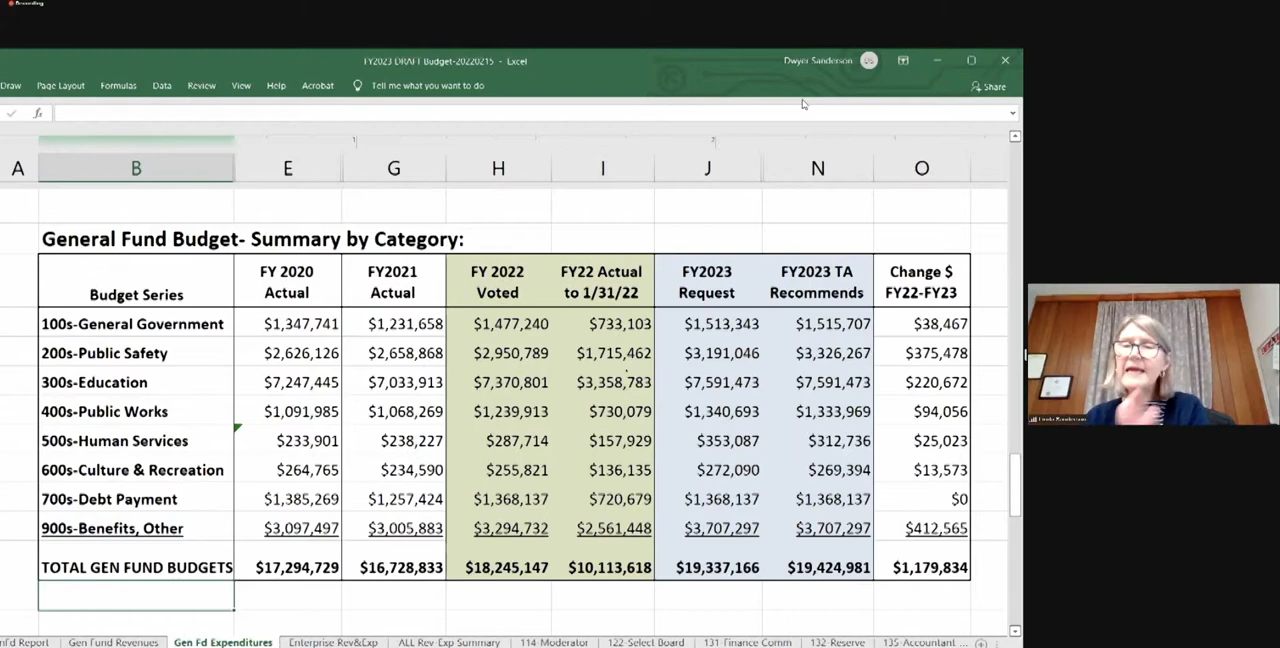 Recording
FY2023 DRAFT Budget-20220215 - Excel
Dwyer Sanderson DS
Draw Page Layout Formulas Data Review View Help Acrobat Tell me what you want to do Share
fx
1 2
A B E G H I J N O
General Fund Budget- Summary by Category:
Budget Series FY 2020 Actual FY2021 Actual FY 2022 Voted FY22 Actual to 1/31/22 FY2023 Request FY2023 TA Recommends Change $ FY22-FY23
100s-General Government $1,347,741 $1,231,658 $1,477,240 $733,103 $1,513,343 $1,515,707 $38,467
200s-Public Safety $2,626,126 $2,658,868 $2,950,789 $1,715,462 $3,191,046 $3,326,267 $375,478
300s-Education $7,247,445 $7,033,913 $7,370,801 $3,358,783 $7,591,473 $7,591,473 $220,672
400s-Public Works $1,091,985 $1,068,269 $1,239,913 $730,079 $1,340,693 $1,333,969 $94,056
500s-Human Services $233,901 $238,227 $287,714 $157,929 $353,087 $312,736 $25,023
600s-Culture & Recreation $264,765 $234,590 $255,821 $136,135 $272,090 $269,394 $13,573
700s-Debt Payment $1,385,269 $1,257,424 $1,368,137 $720,679 $1,368,137 $1,368,137 $0
900s-Benefits, Other $3,097,497 $3,005,883 $3,294,732 $2,561,448 $3,707,297 $3,707,297 $412,565
TOTAL GEN FUND BUDGETS $17,294,729 $16,728,833 $18,245,147 $10,113,618 $19,337,166 $19,424,981 $1,179,834
nFd Report Gen Fund Revenues Gen Fd Expenditures Enterprise Rev&Exp ALL Rev-Exp-Summary 114-Moderator 122-Select Board 131-Finance Comm 132-Reserve 135-Accountant ...